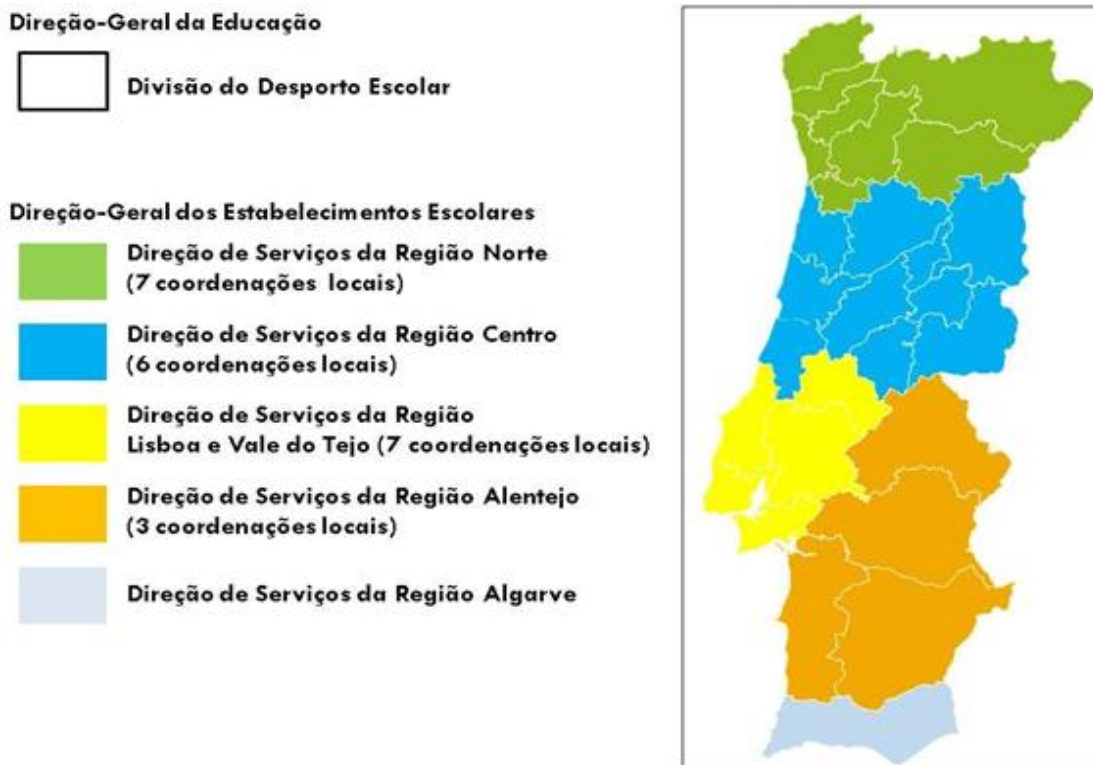 Direção-Geral da Educação
Divisão do Desporto Escolar
Direção-Geral dos Estabelecimentos Escolares
Direção de Serviços da Região Norte
(7 coordenações locais)
Direção de Serviços da Região Centro
(6 coordenações locais)
Direção de Serviços da Região
Lisboa e Vale do Tejo (7 coordenações locais)
Direção de Serviços da Região Alentejo
(3 coordenações locais)
Direção de Serviços da Região Algarve